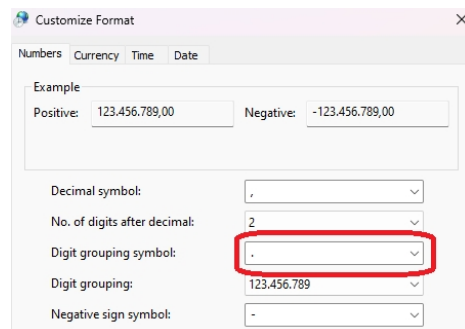 Customize Format
Numbers Currency Time Date
Example
Positive: 123.456.789,00 Negative: -123.456.789,00
Decimal symbol: ,
No. of digits after decimal: 2
Digit grouping symbol: .
Digit grouping: 123.456.789
Negative sign symbol: -